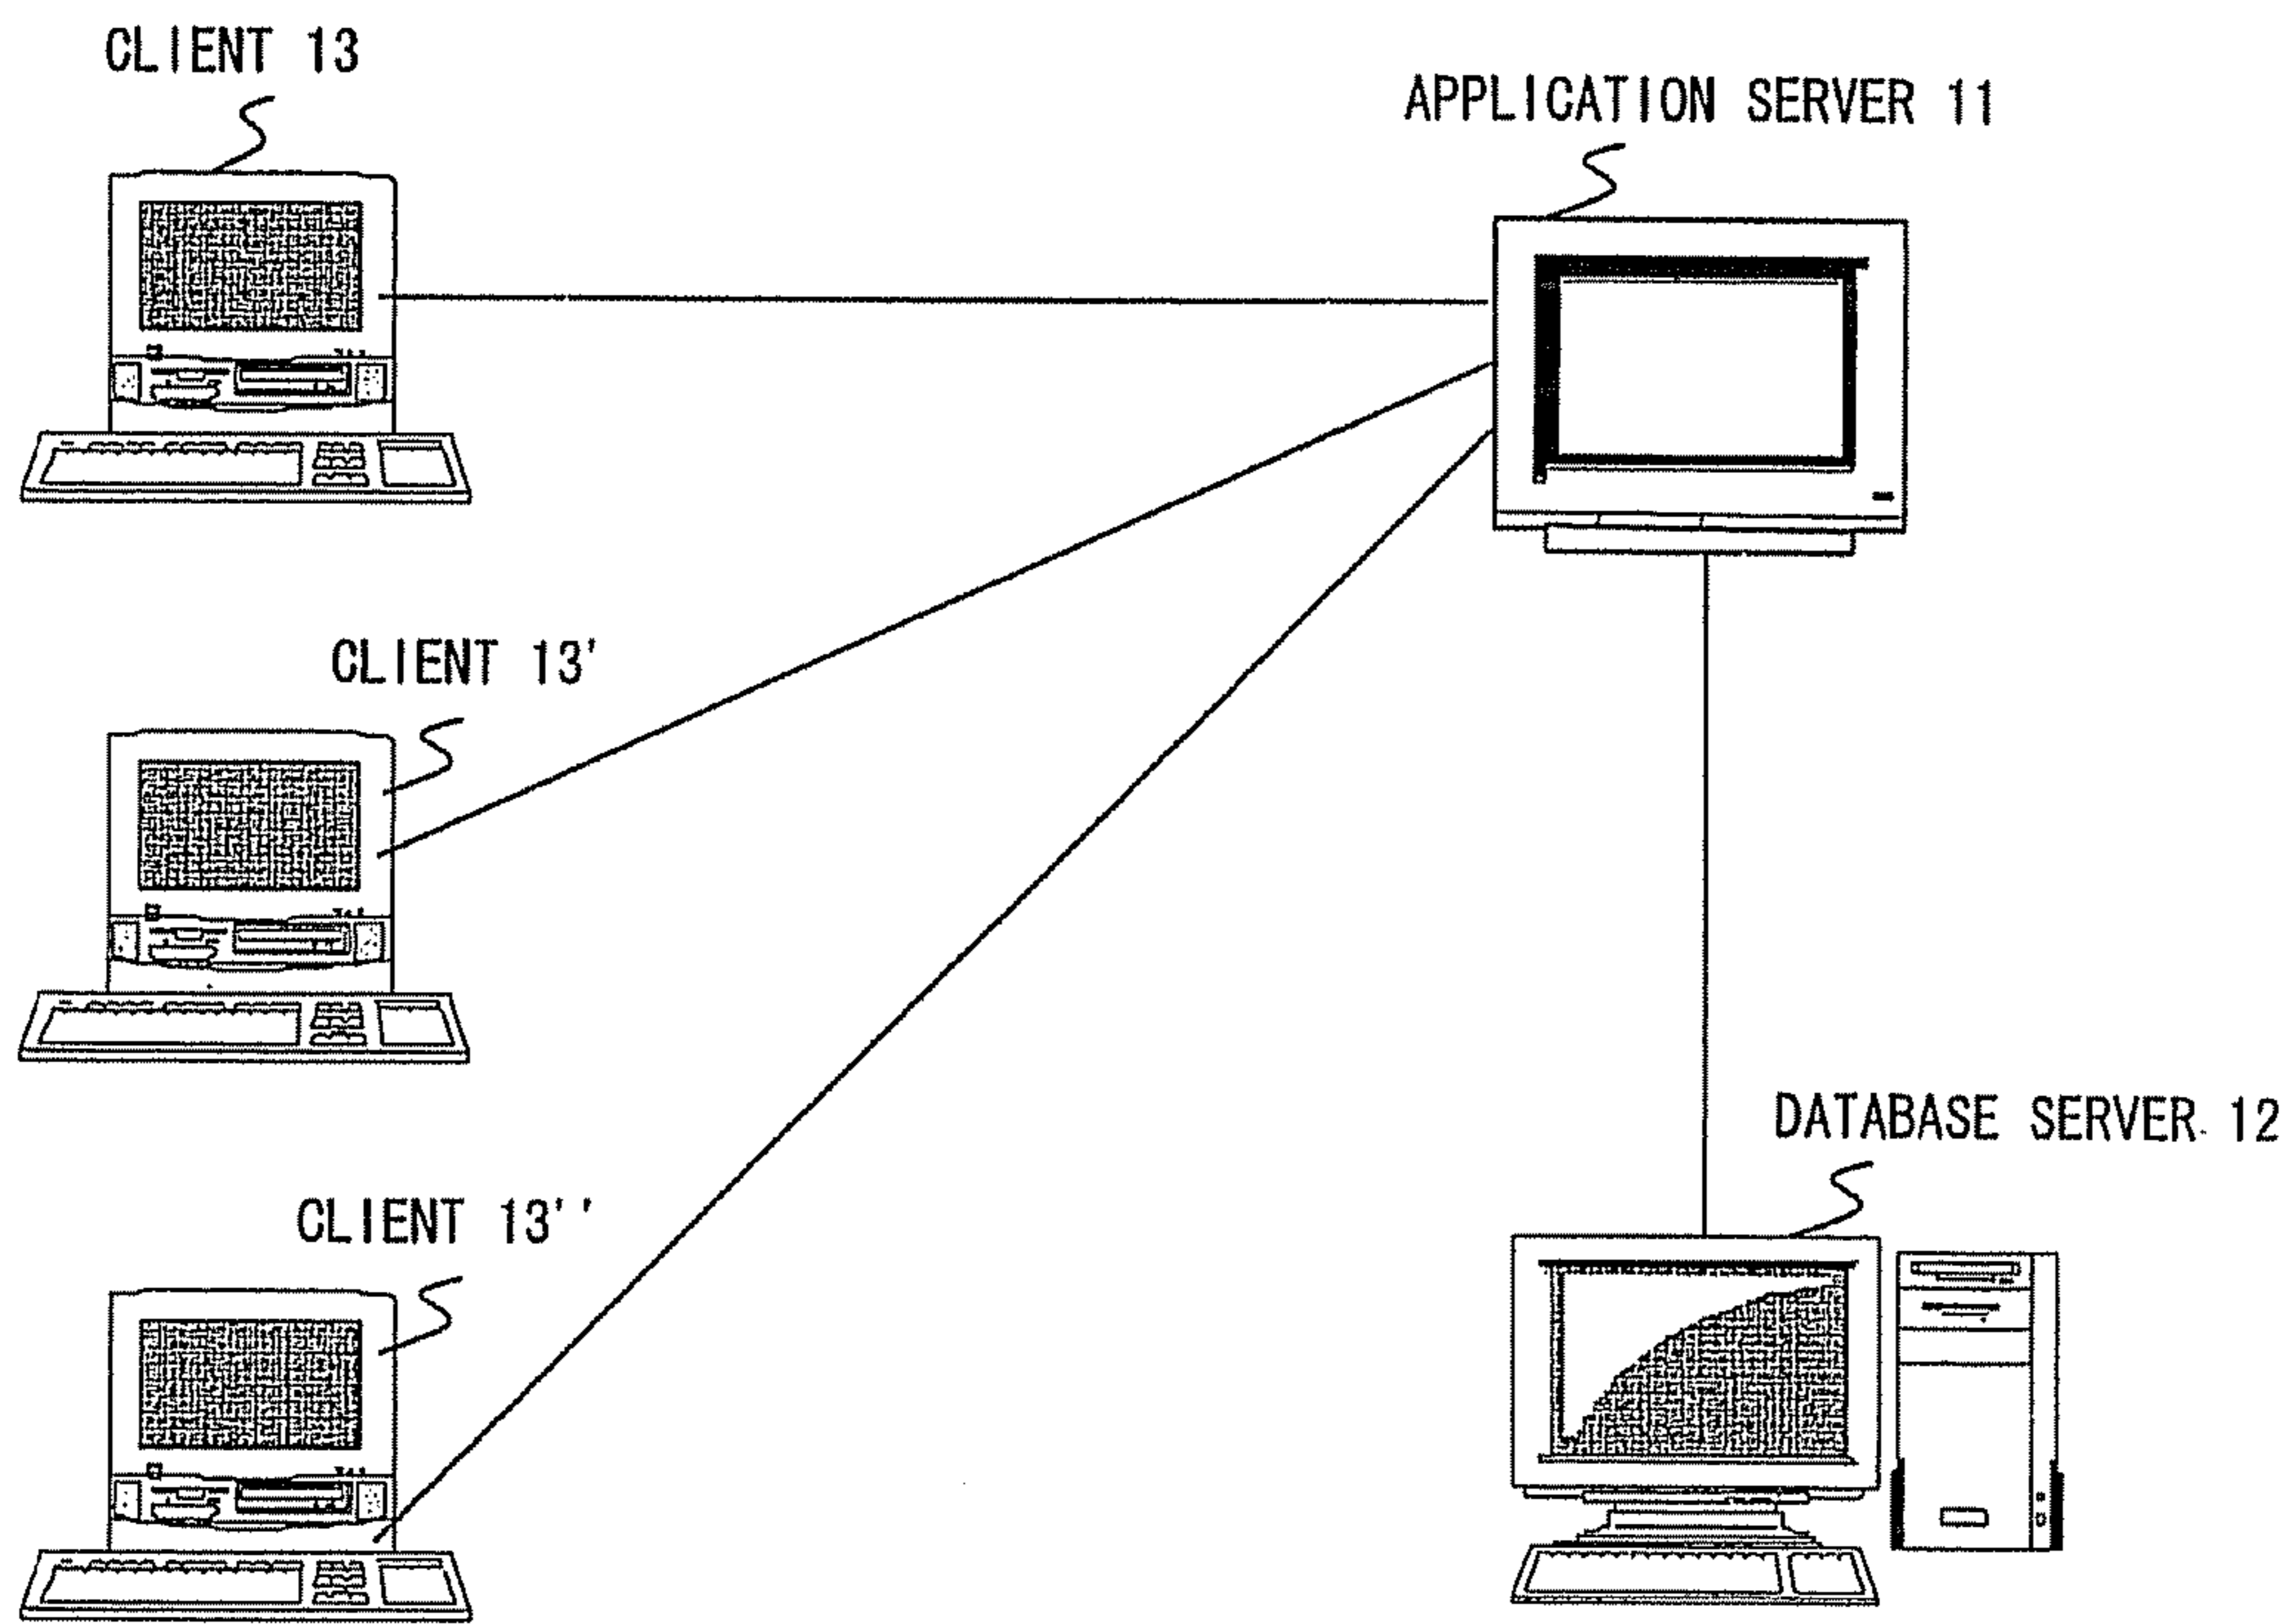 CLIENT 13
APPLICATION SERVER 11
CLIENT 13'
DATABASE SERVER 12
CLIENT 13''